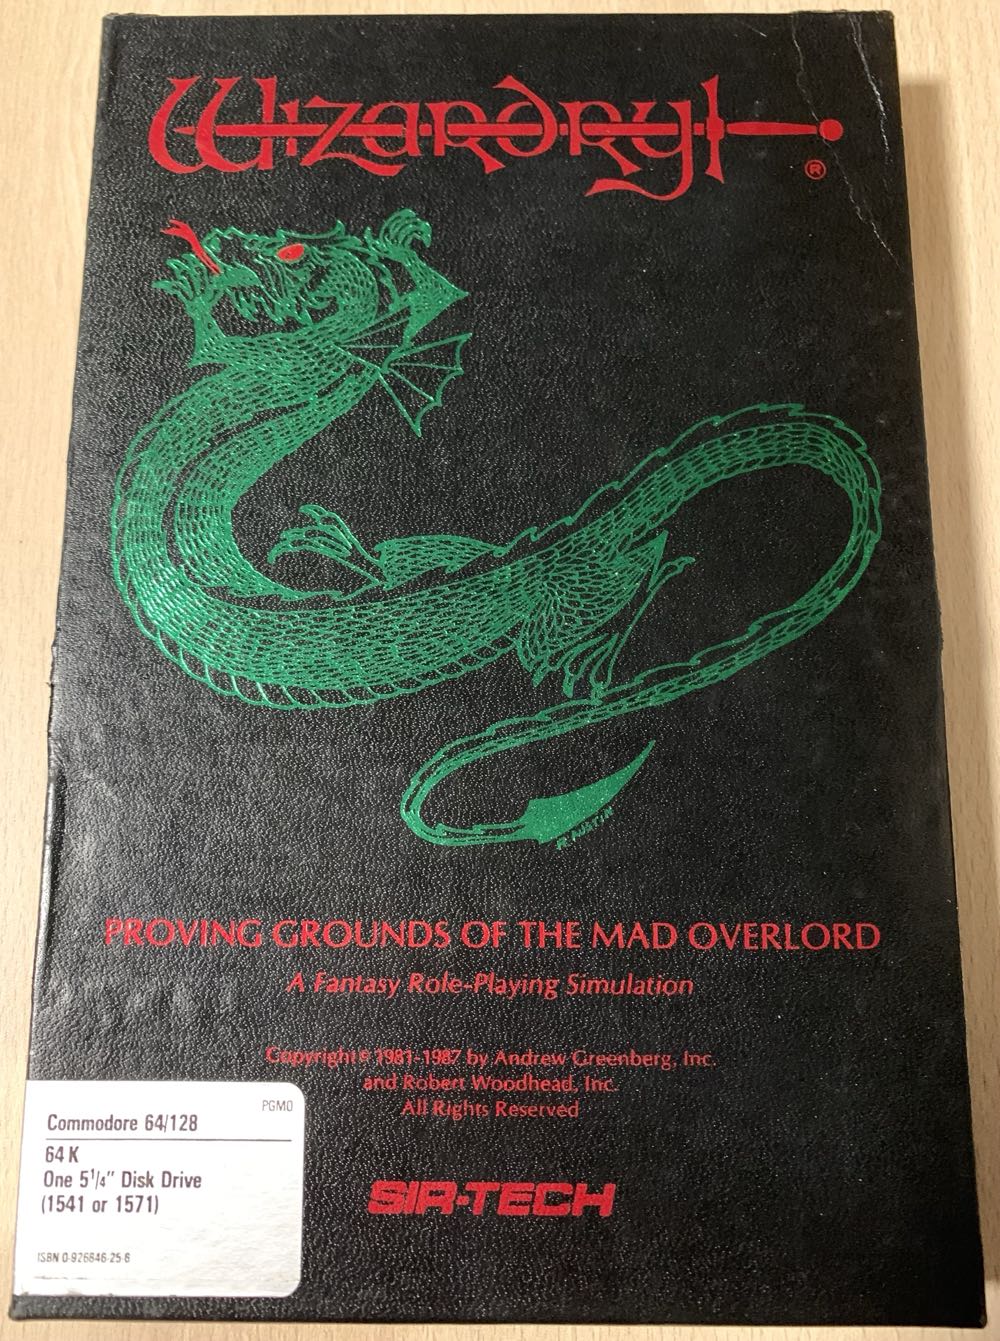 Wizardry
®
R. AUSTIN
PROVING GROUNDS OF THE MAD OVERLORD
A Fantasy Role-Playing Simulation
Copyright © 1981-1987 by Andrew Greenberg, Inc.
and Robert Woodhead, Inc.
All Rights Reserved
SIR-TECH
PGMO
Commodore 64/128
64 K
One 5¹/₄" Disk Drive
(1541 or 1571)
ISBN 0-926846-25-6